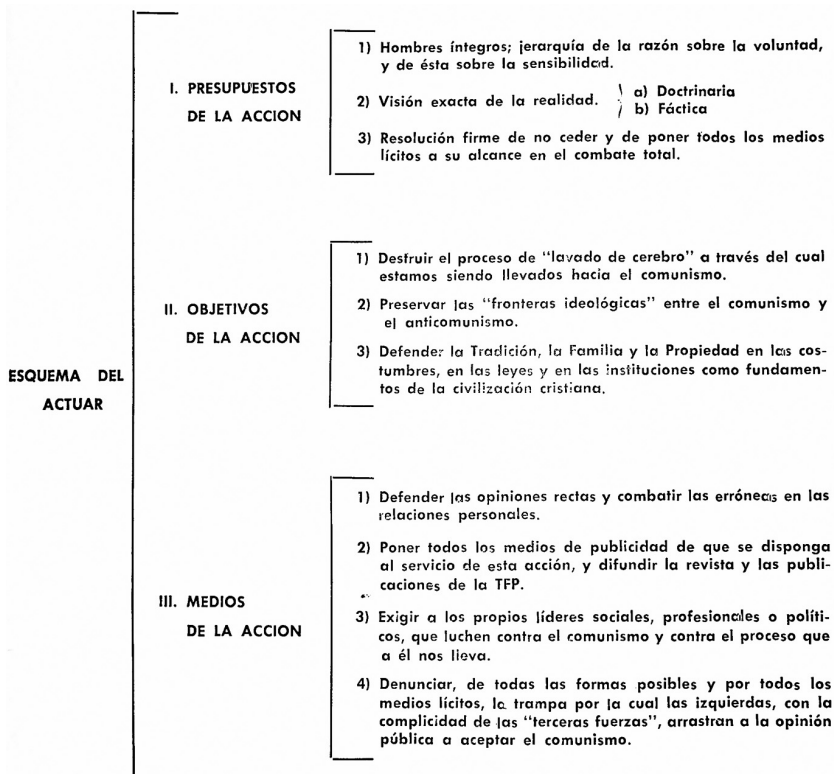 I. PRESUPUESTOS
DE LA ACCION
1) Hombres íntegros; jerarquía de la razón sobre la voluntad,
y de ésta sobre la sensibilidad.
2) Visión exacta de la realidad.
a) Doctrinaria
b) Fáctica
3) Resolución firme de no ceder y de poner todos los medios
lícitos a su alcance en el combate total.
ESQUEMA DEL
ACTUAR
II. OBJETIVOS
DE LA ACCION
1) Destruir el proceso de "lavado de cerebro" a través del cual
estamos siendo llevados hacia el comunismo.
2) Preservar las "fronteras ideológicas" entre el comunismo y
el anticomunismo.
3) Defender la Tradición, la Familia y la Propiedad en las cos-
tumbres, en las leyes y en las instituciones como fundamen-
tos de la civilización cristiana.
III. MEDIOS
DE LA ACCION
1) Defender las opiniones rectas y combatir las erróneas en las
relaciones personales.
2) Poner todos los medios de publicidad de que se disponga
al servicio de esta acción, y difundir la revista y las publi-
caciones de la TFP.
3) Exigir a los propios líderes sociales, profesionales o políti-
cos, que luchen contra el comunismo y contra el proceso que
a él nos lleva.
4) Denunciar, de todas las formas posibles y por todos los
medios lícitos, la trampa por la cual las izquierdas, con la
complicidad de las "terceras fuerzas", arrastran a la opinión
pública a aceptar el comunismo.